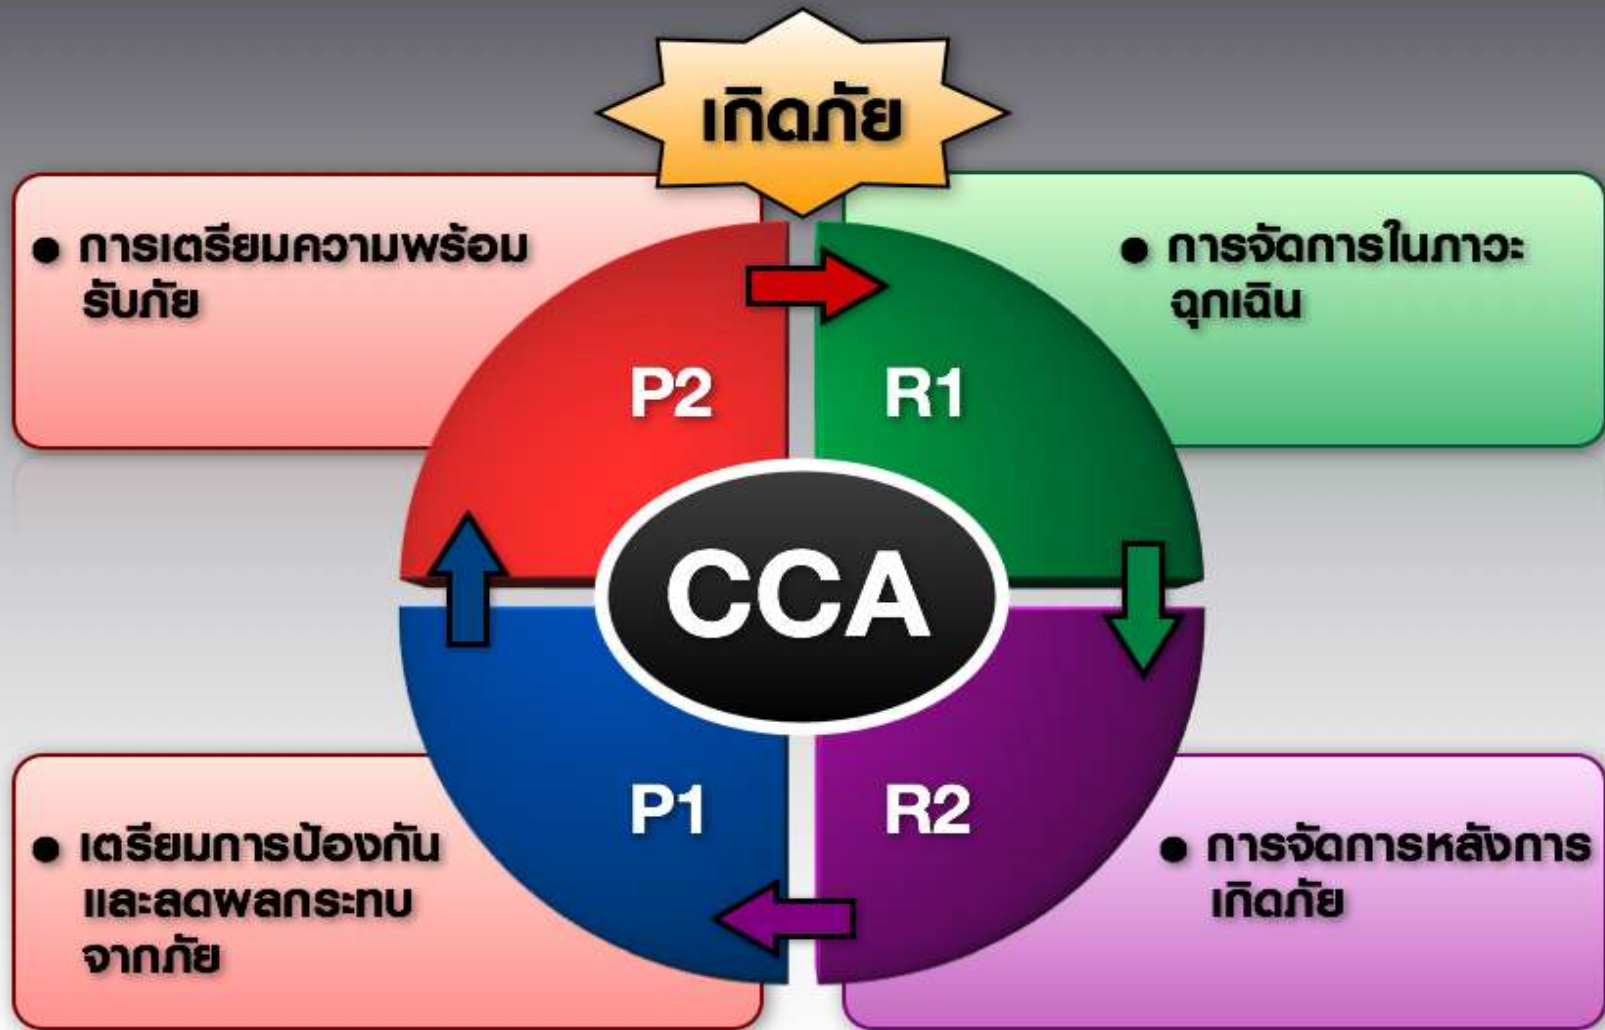 เกิดภัย
● การเตรียมความพร้อม
รับภัย
● การจัดการในภาวะ
ฉุกเฉิน
P2
R1
CCA
P1
R2
● เตรียมการป้องกัน
และลดผลกระทบ
จากภัย
● การจัดการหลังการ
เกิดภัย